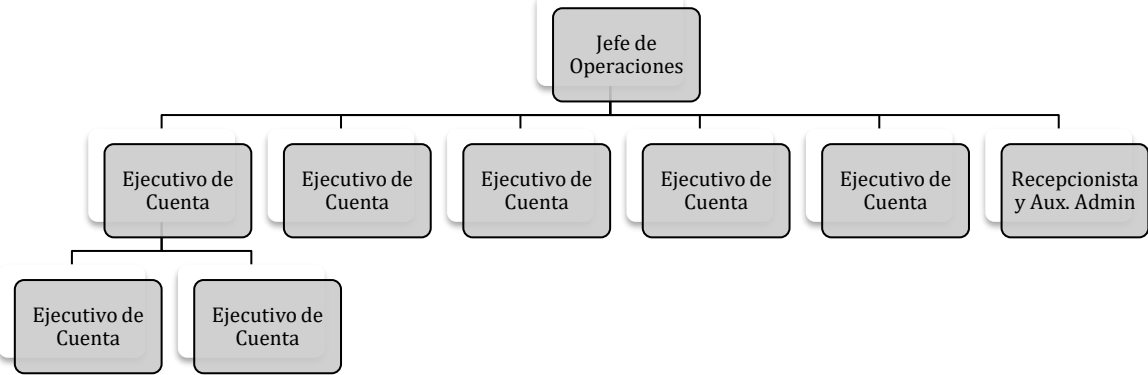 Jefe de
Operaciones
Ejecutivo de
Cuenta
Ejecutivo de
Cuenta
Ejecutivo de
Cuenta
Ejecutivo de
Cuenta
Ejecutivo de
Cuenta
Recepcionista
y Aux. Admin
Ejecutivo de
Cuenta
Ejecutivo de
Cuenta